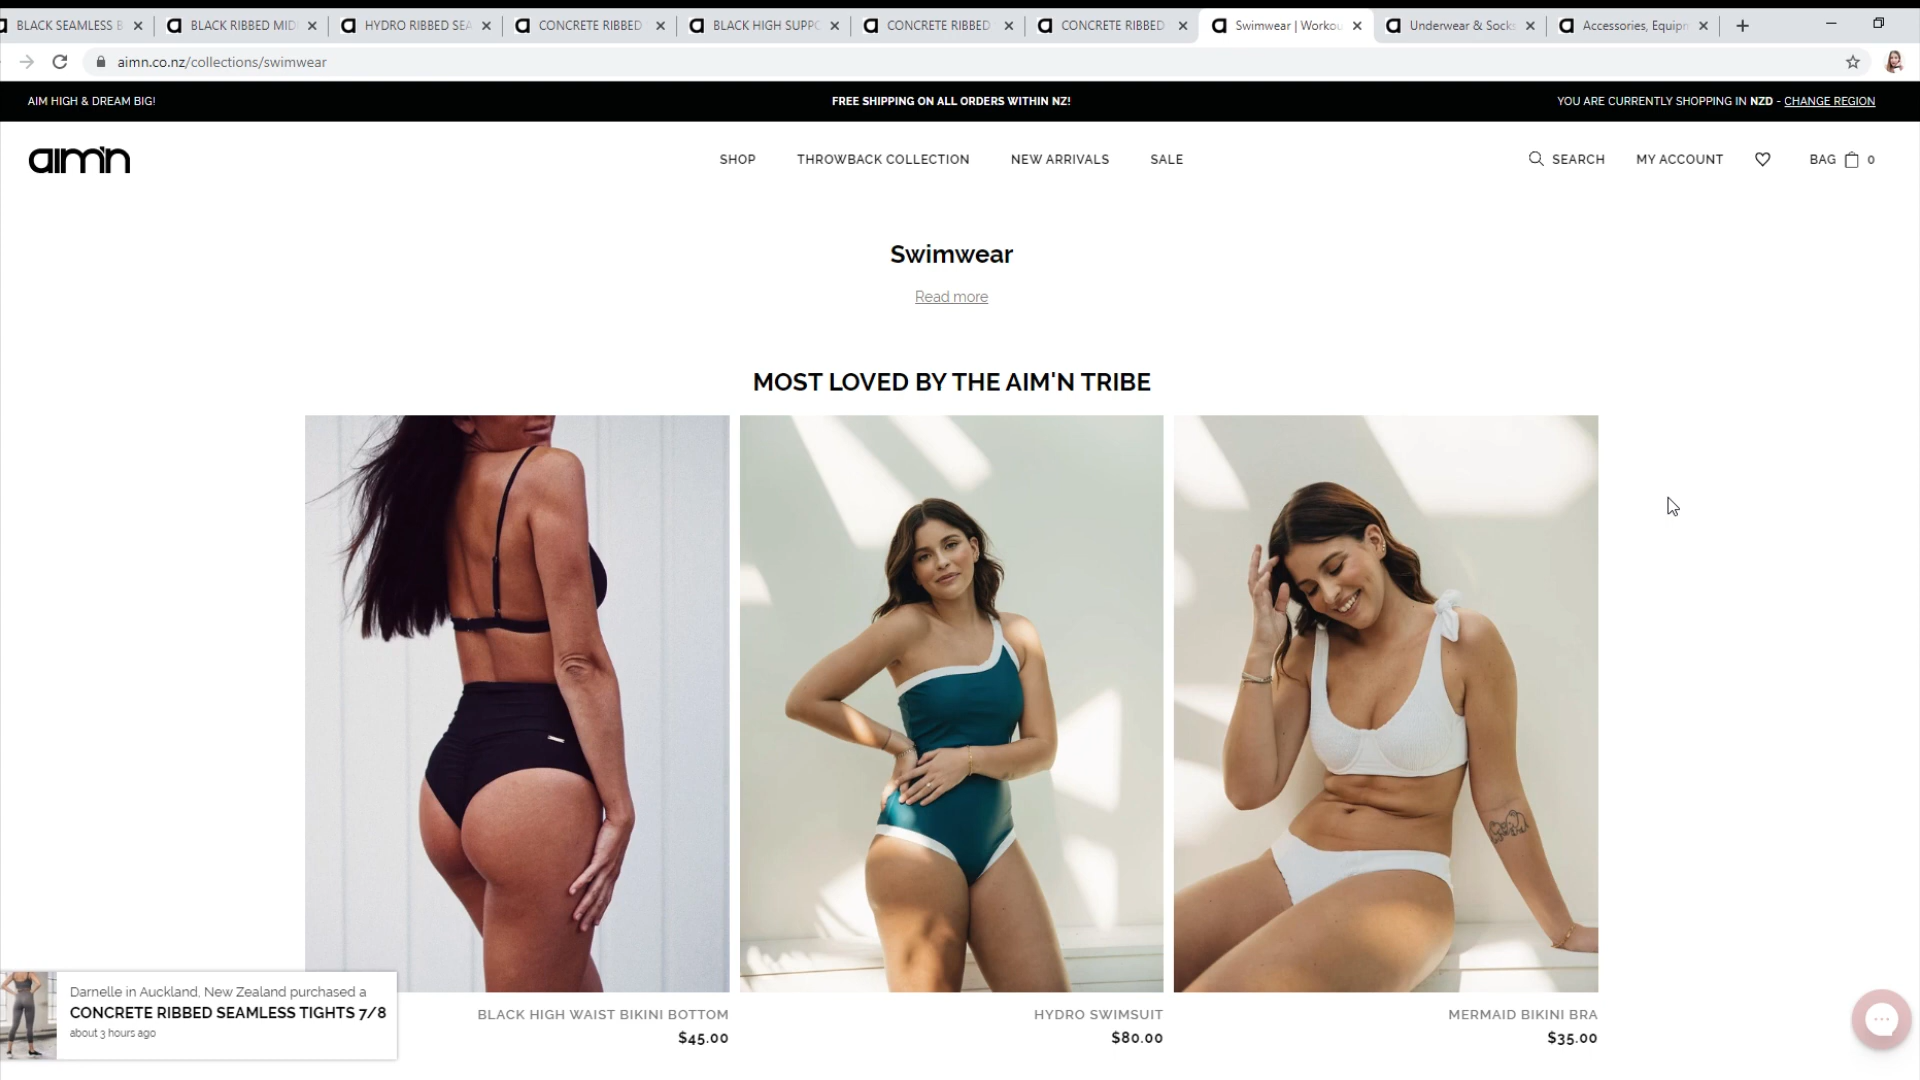 BLACK SEAMLESS B
BLACK RIBBED MID
HYDRO RIBBED SEA
CONCRETE RIBBED
BLACK HIGH SUPPO
CONCRETE RIBBED
CONCRETE RIBBED
Swimwear | Workou
Underwear & Socks
Accessories, Equipm
aimn.co.nz/collections/swimwear
AIM HIGH & DREAM BIG!
FREE SHIPPING ON ALL ORDERS WITHIN NZ!
YOU ARE CURRENTLY SHOPPING IN NZD - CHANGE REGION
aim'n
SHOP
THROWBACK COLLECTION
NEW ARRIVALS
SALE
SEARCH
MY ACCOUNT
BAG 0
Swimwear
Read more
MOST LOVED BY THE AIM'N TRIBE
Darnelle in Auckland, New Zealand purchased a
CONCRETE RIBBED SEAMLESS TIGHTS 7/8
about 3 hours ago
BLACK HIGH WAIST BIKINI BOTTOM
$45.00
HYDRO SWIMSUIT
$80.00
MERMAID BIKINI BRA
$35.00